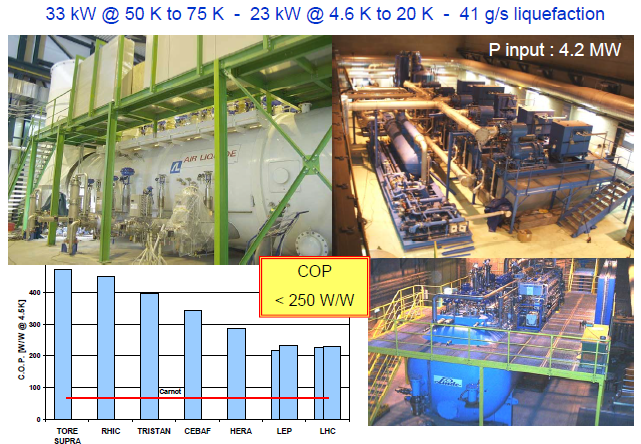 33 kW @ 50 K to 75 K - 23 kW @ 4.6 K to 20 K - 41 g/s liquefaction
P input : 4.2 MW
AIR LIQUIDE
COP
< 250 W/W
C.O.P. [W/W @ 4.5K]
400
300
200
100
0
Carnot
TORE SUPRA
RHIC
TRISTAN
CEBAF
HERA
LEP
LHC